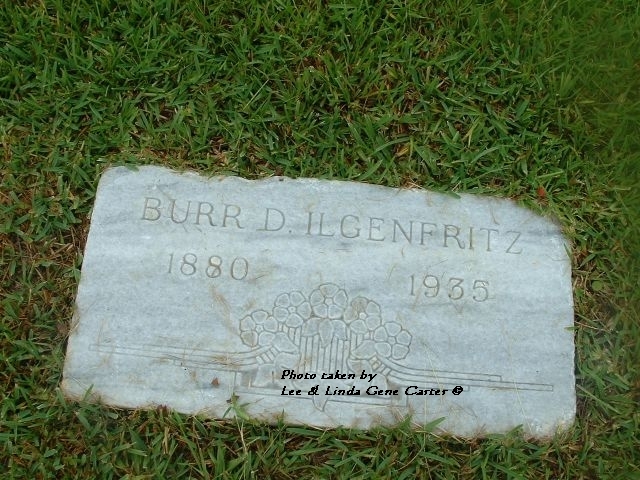 BURR D. ILGENFRITZ
1880 1935
Photo taken by
Lee & Linda Gene Carter ©